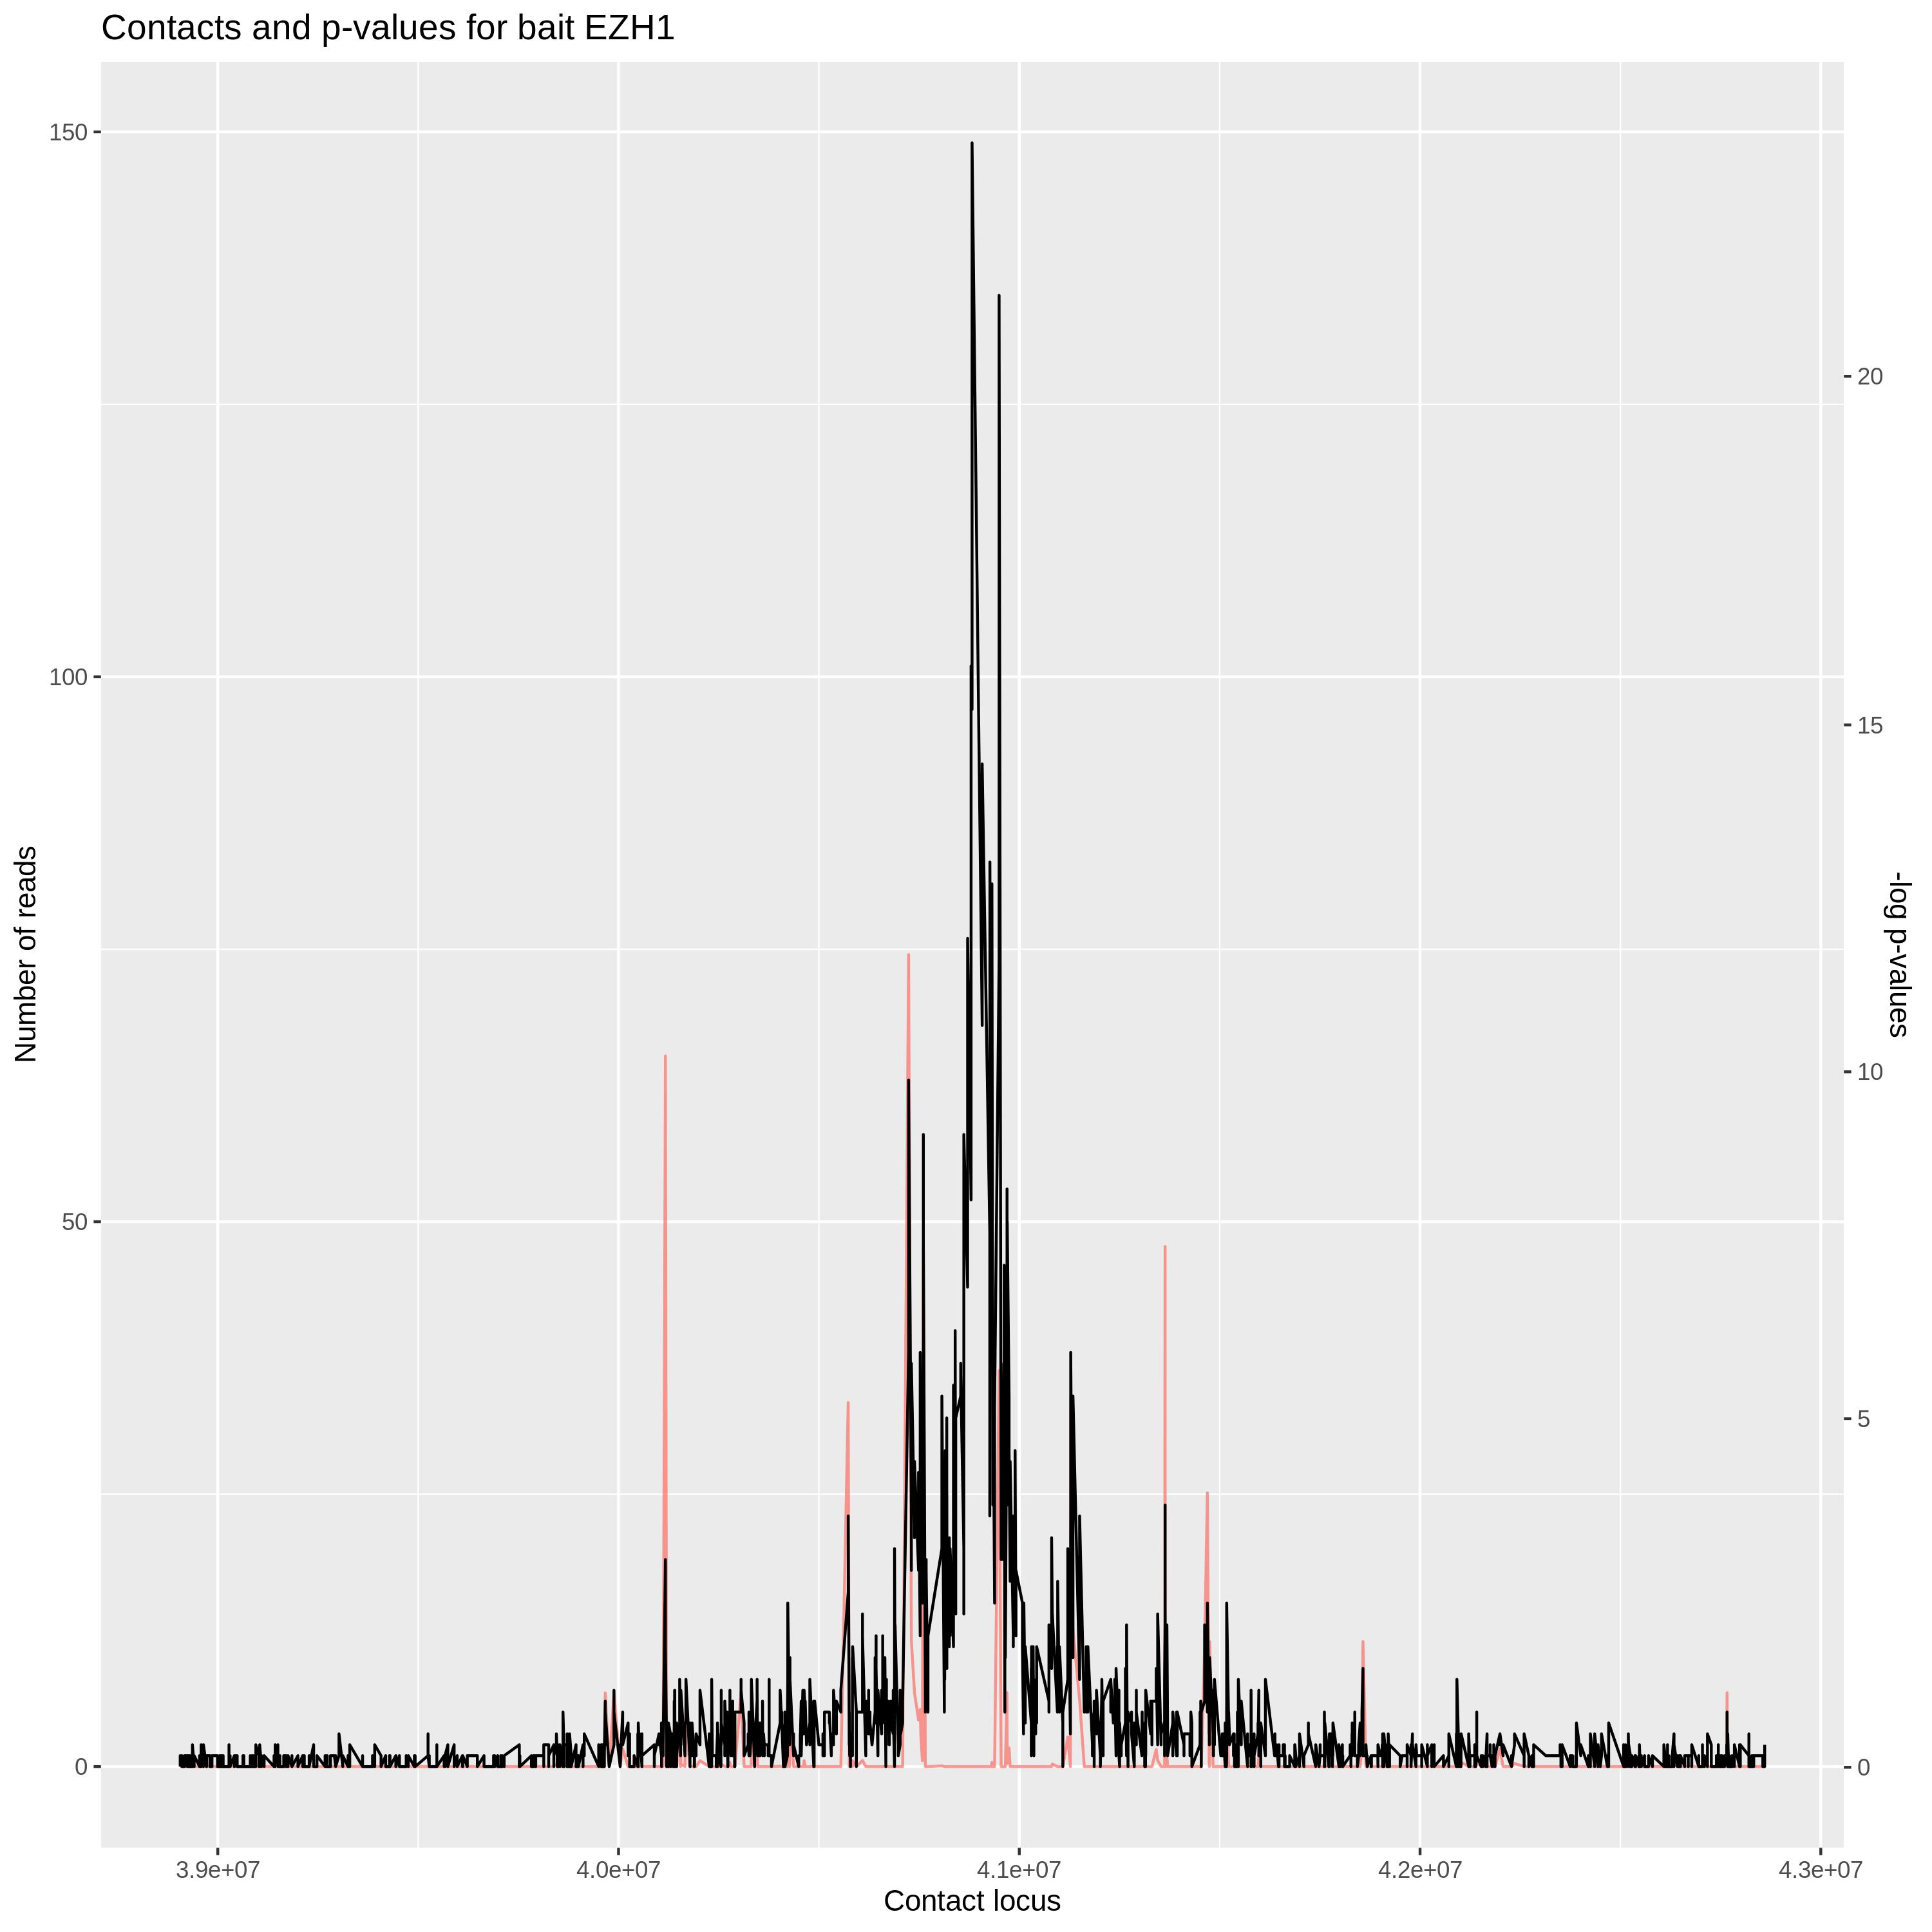 Contacts and p-values for bait EZH1
150
100
50
0
Number of reads
20
15
10
5
0
-log p-values
3.9e+07
4.0e+07
4.1e+07
4.2e+07
4.3e+07
Contact locus